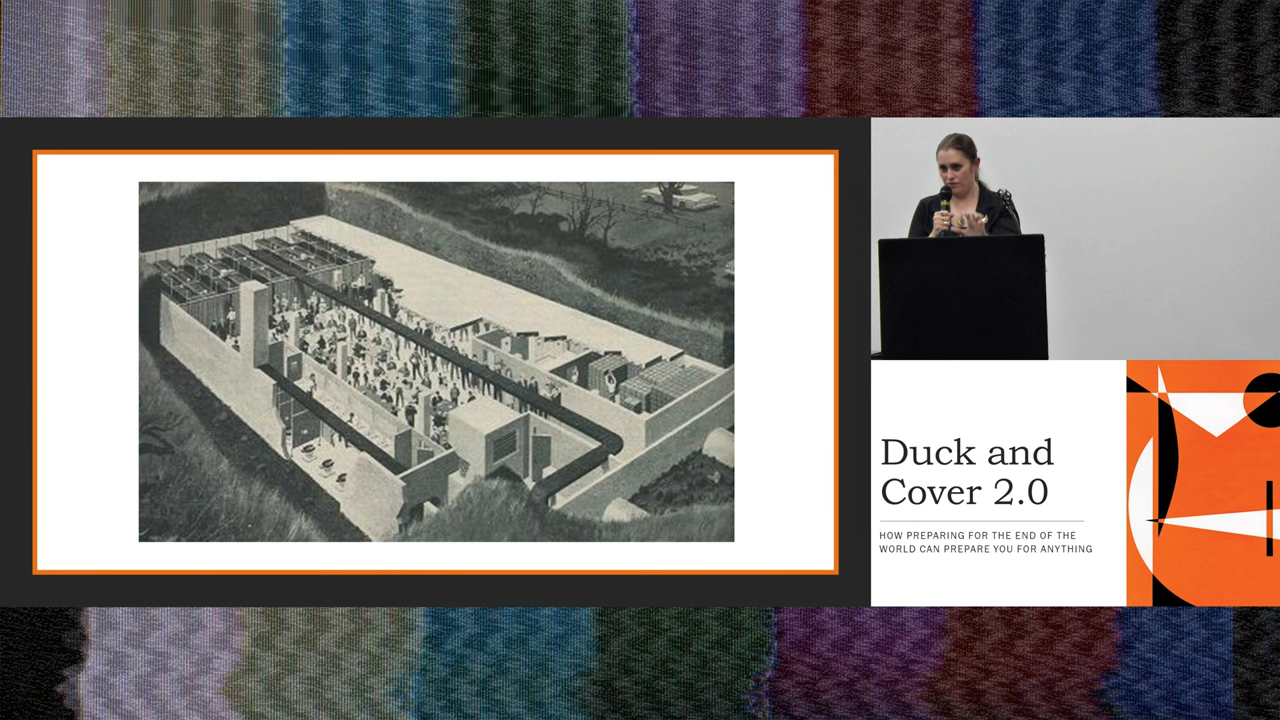 Duck and
Cover 2.0
HOW PREPARING FOR THE END OF THE
WORLD CAN PREPARE YOU FOR ANYTHING